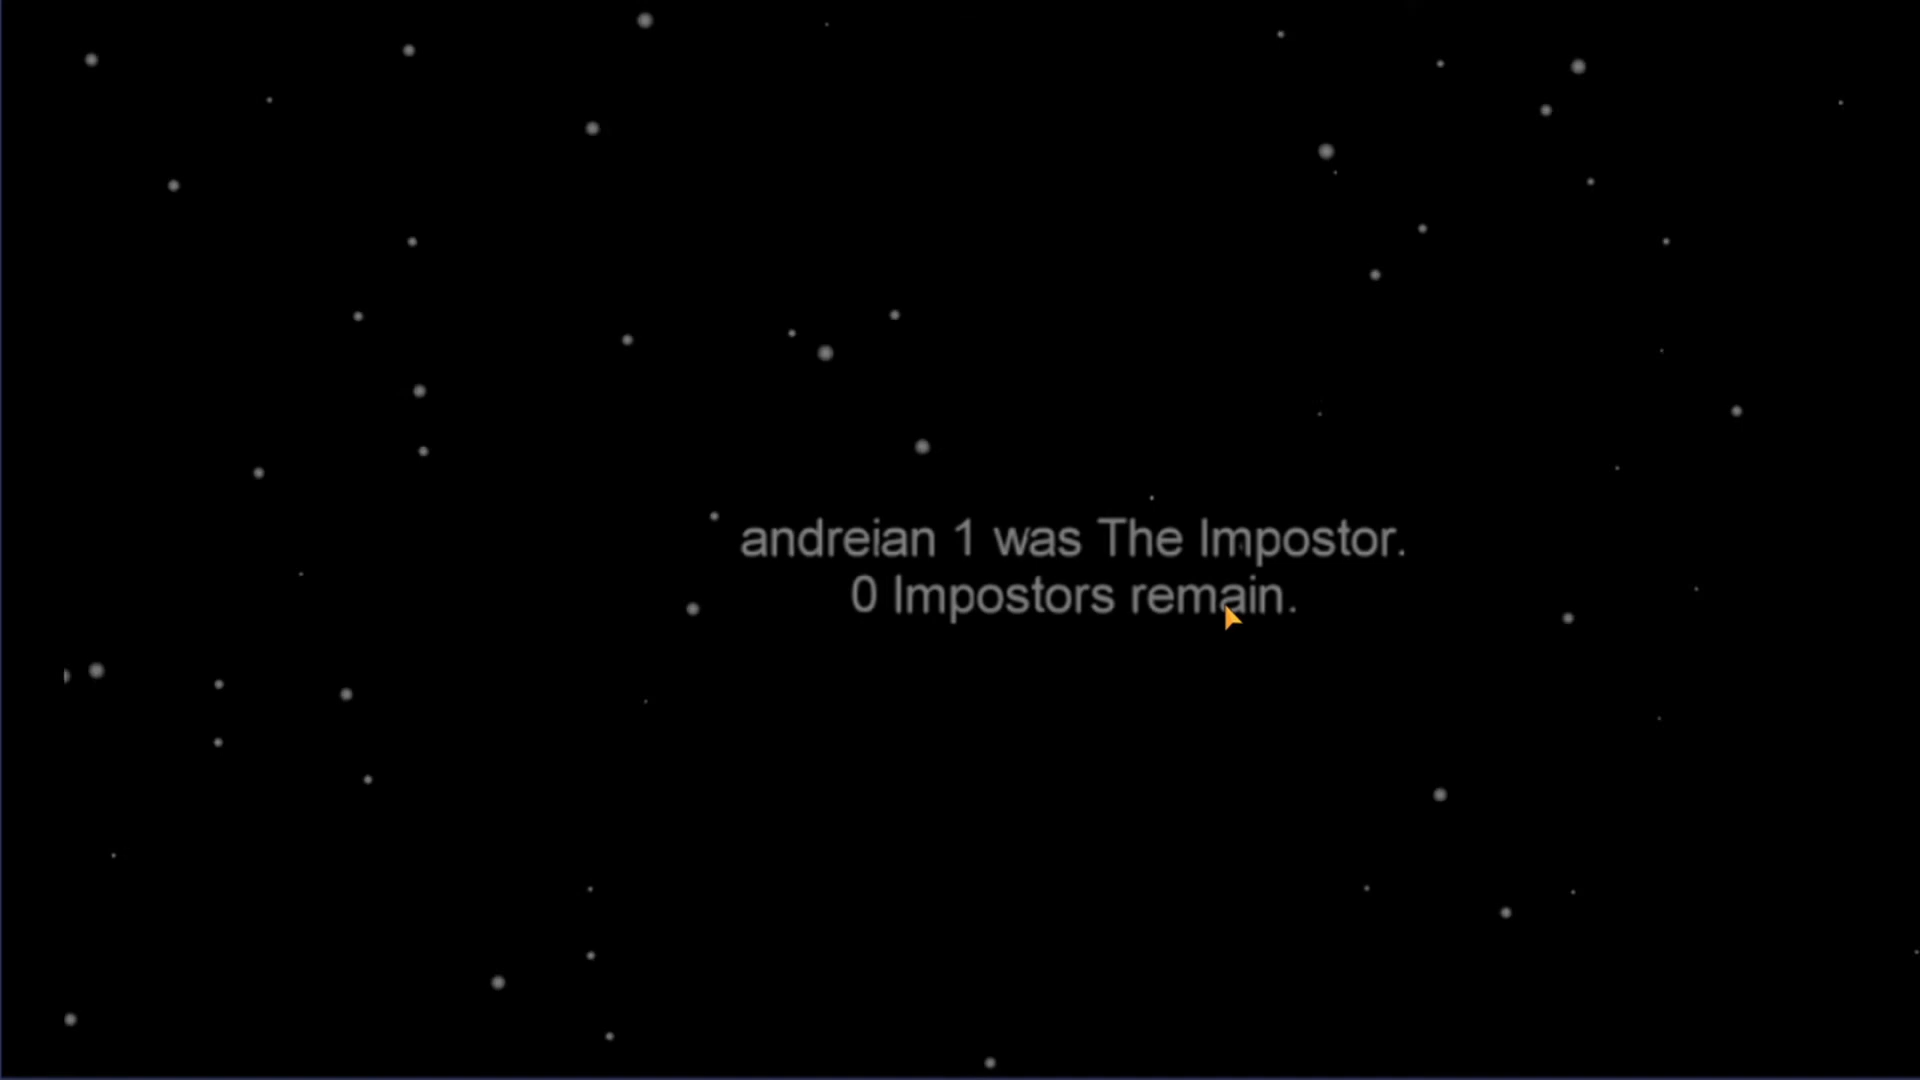 andreian 1 was The Impostor.
0 Impostors remain.